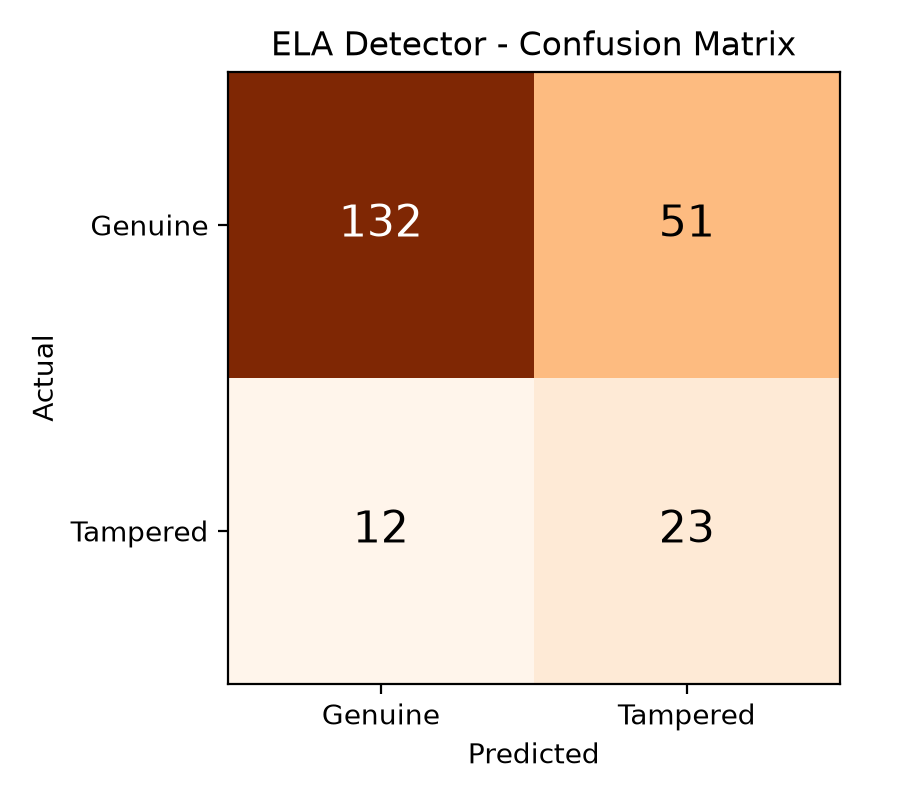 ELA Detector - Confusion Matrix
Genuine
132
51
Actual
Tampered
12
23
Genuine
Tampered
Predicted